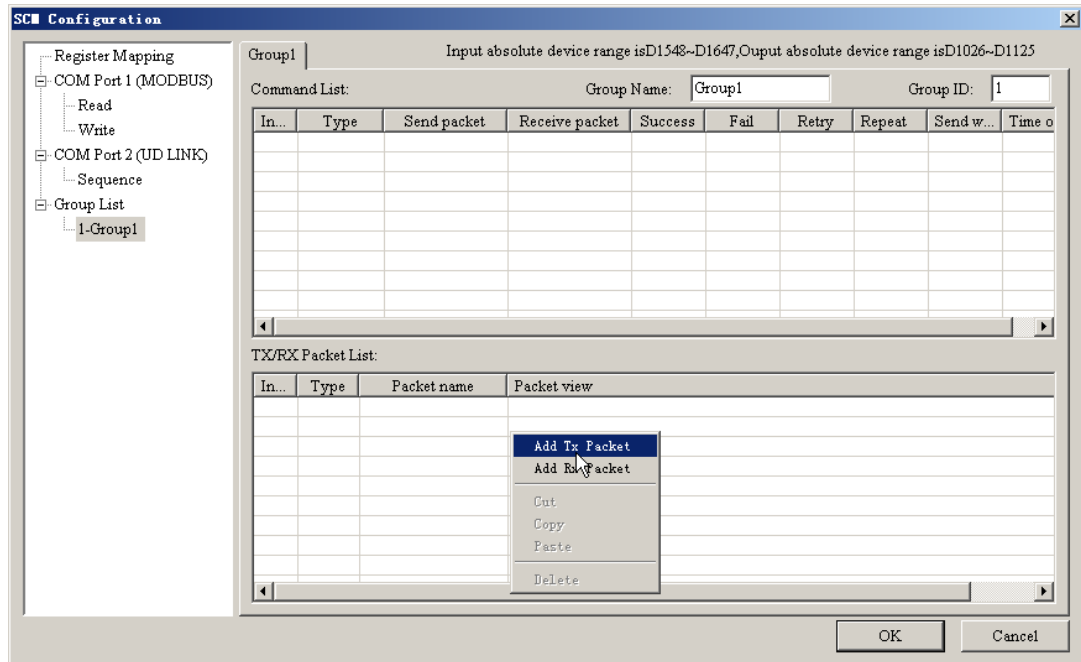 SCM Configuration
Register Mapping
COM Port 1 (MODBUS)
Read
Write
COM Port 2 (UD LINK)
Sequence
Group List
1-Group1
Group1
Input absolute device range isD1548~D1647,Ouput absolute device range isD1026~D1125
Command List:
Group Name: Group1
Group ID: 1
In... Type Send packet Receive packet Success Fail Retry Repeat Send w... Time o
TX/RX Packet List:
In... Type Packet name Packet view
Add Tx Packet
Add Rx Packet
Cut
Copy
Paste
Delete
OK Cancel